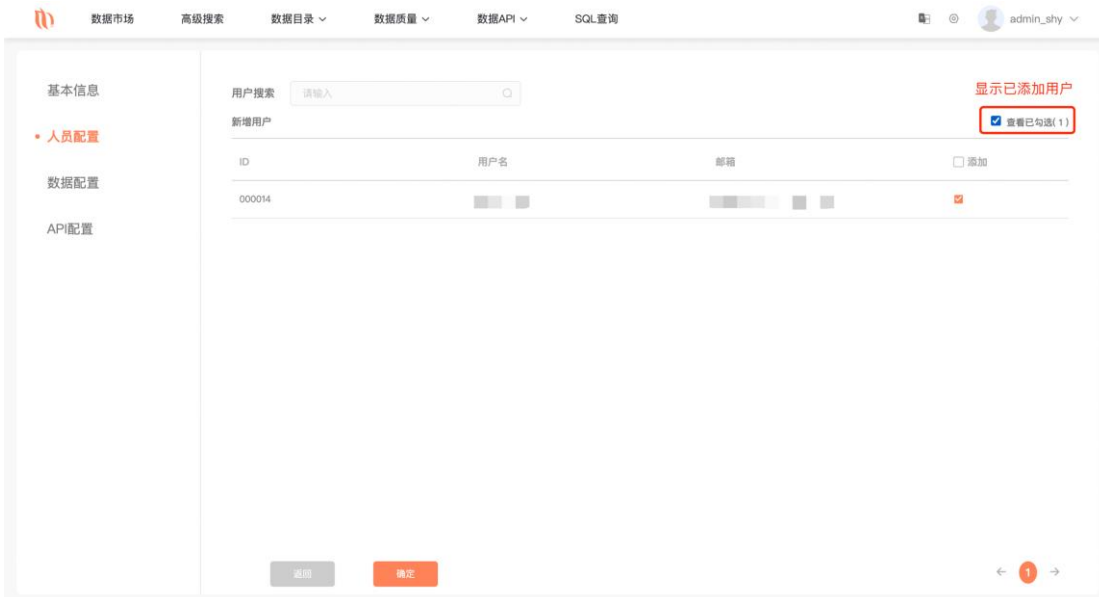 数据市场 高级搜索 数据目录 数据质量 数据API SQL查询 admin_shy
基本信息
人员配置
数据配置
API配置
用户搜索 请输入
显示已添加用户
新增用户 查看已勾选(1)
ID 用户名 邮箱 添加
000014
返回 确定 1